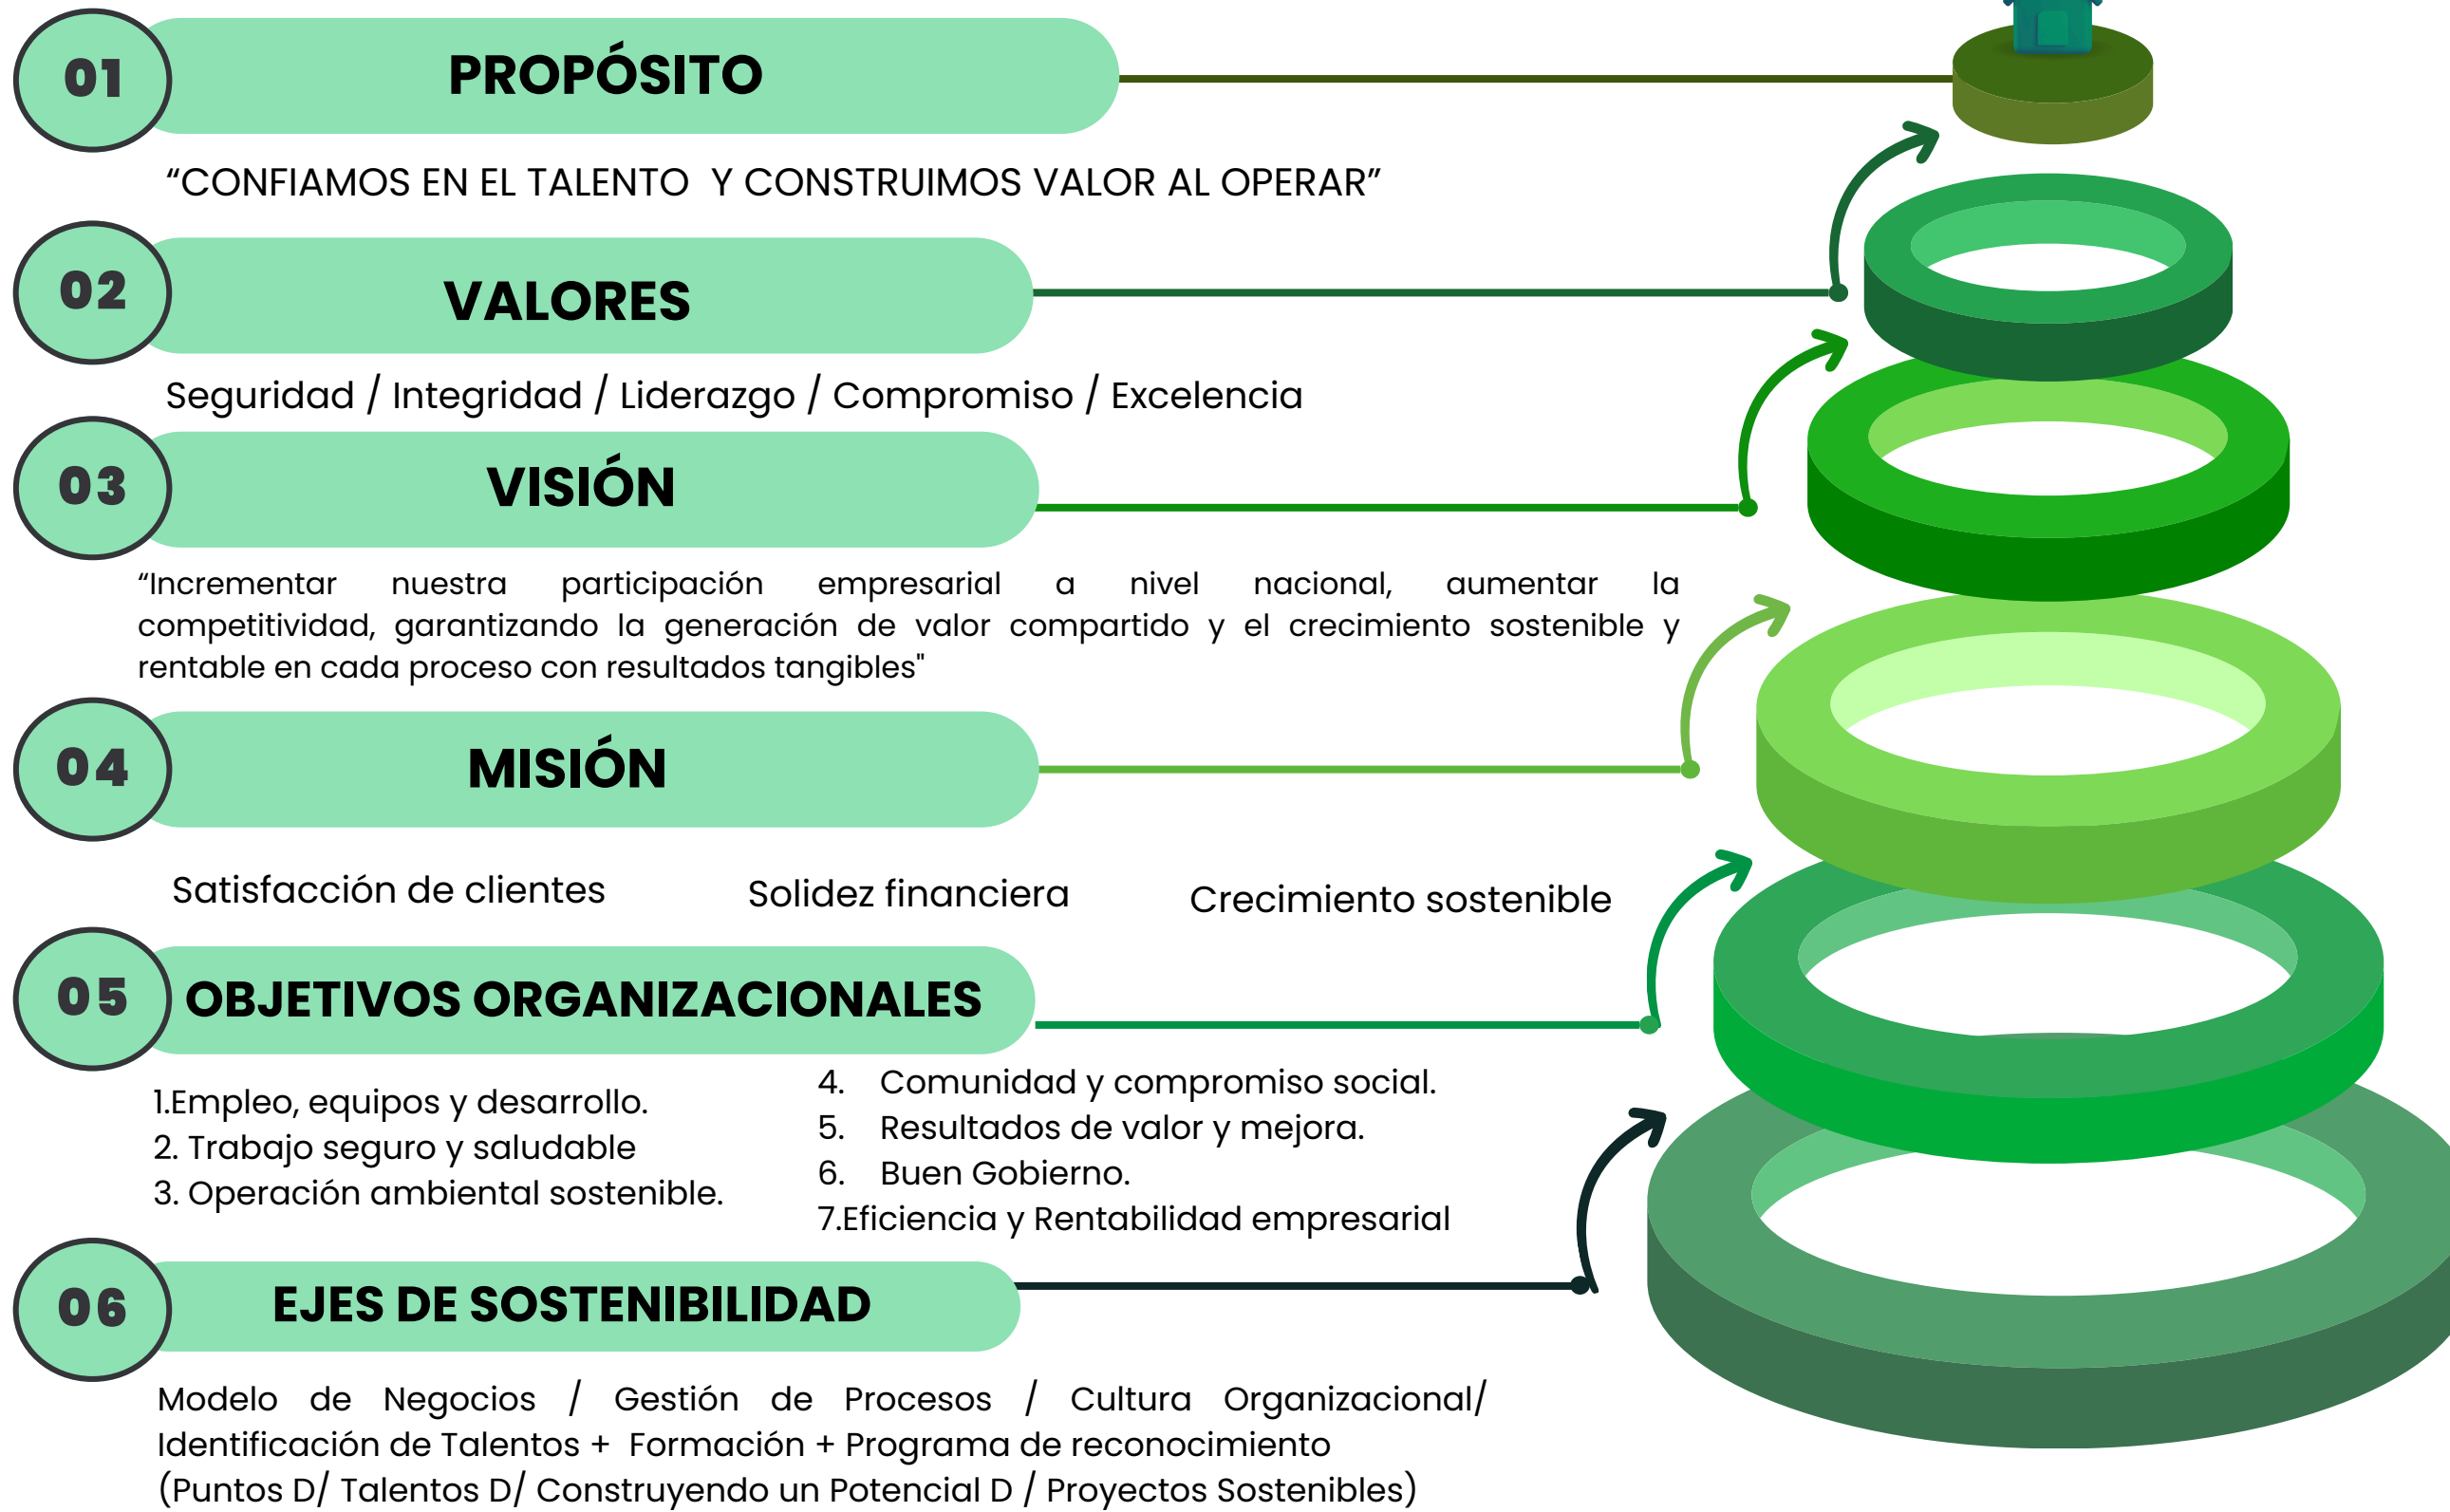 01
PROPÓSITO
“CONFIAMOS EN EL TALENTO Y CONSTRUIMOS VALOR AL OPERAR”
02
VALORES
Seguridad / Integridad / Liderazgo / Compromiso / Excelencia
03
VISIÓN
“Incrementar nuestra participación empresarial a nivel nacional, aumentar la
competitividad, garantizando la generación de valor compartido y el crecimiento sostenible y
rentable en cada proceso con resultados tangibles"
04
MISIÓN
Satisfacción de clientes
Solidez financiera
Crecimiento sostenible
05
OBJETIVOS ORGANIZACIONALES
1.Empleo, equipos y desarrollo.
2. Trabajo seguro y saludable
3. Operación ambiental sostenible.
4. Comunidad y compromiso social.
5. Resultados de valor y mejora.
6. Buen Gobierno.
7.Eficiencia y Rentabilidad empresarial
06
EJES DE SOSTENIBILIDAD
Modelo de Negocios / Gestión de Procesos / Cultura Organizacional/
Identificación de Talentos + Formación + Programa de reconocimiento
(Puntos D/ Talentos D/ Construyendo un Potencial D / Proyectos Sostenibles)